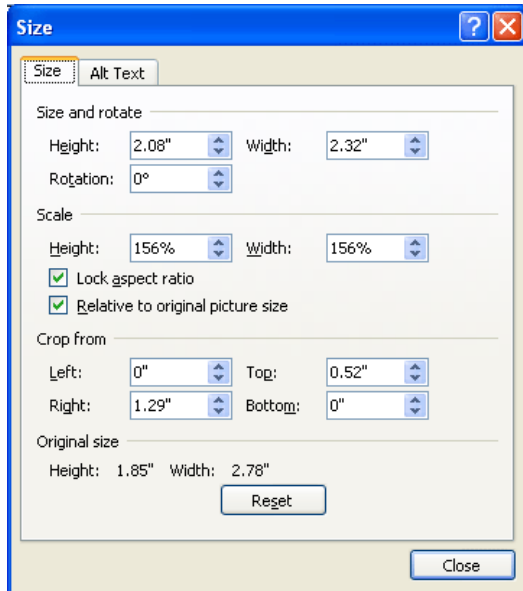 Size
Size Alt Text
Size and rotate
Height: 2.08" Width: 2.32"
Rotation: 0°
Scale
Height: 156% Width: 156%
Lock aspect ratio
Relative to original picture size
Crop from
Left: 0" Top: 0.52"
Right: 1.29" Bottom: 0"
Original size
Height: 1.85" Width: 2.78"
Reset
Close